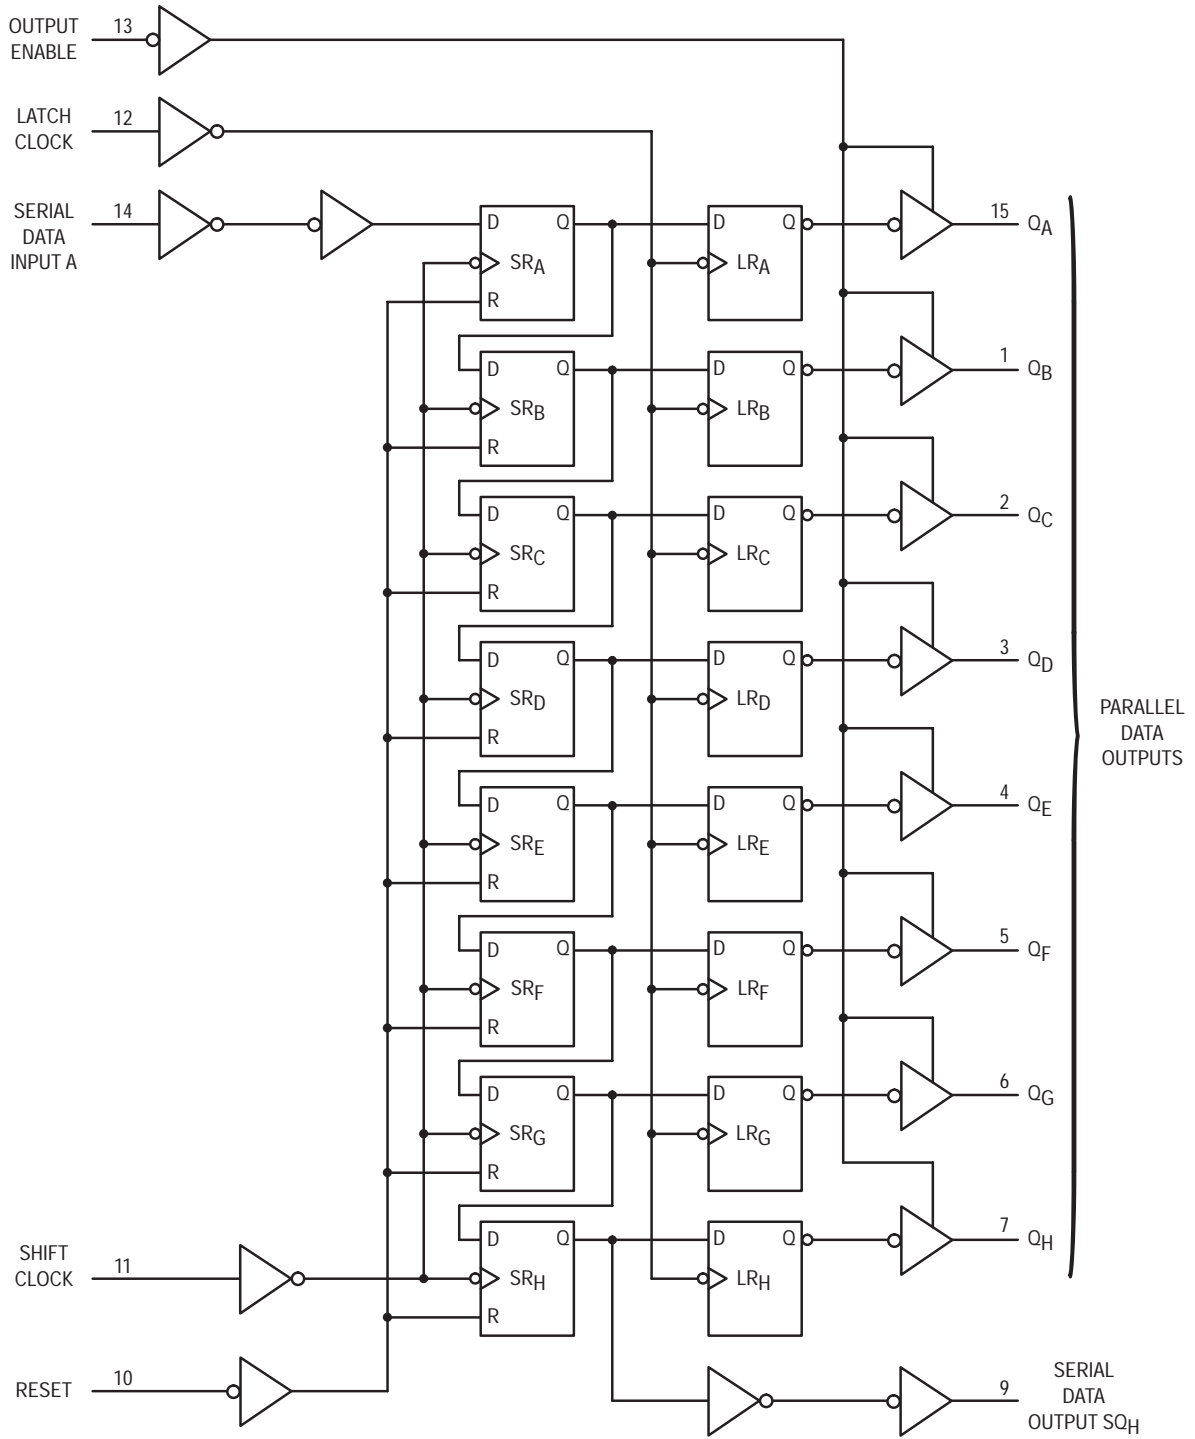 OUTPUT
ENABLE
13
LATCH
CLOCK
12
SERIAL
DATA
INPUT A
14
D Q
SRA
R
D Q
LRA
15 QA
D Q
SRB
R
D Q
LRB
1 QB
D Q
SRC
R
D Q
LRC
2 QC
D Q
SRD
R
D Q
LRD
3 QD
PARALLEL
DATA
OUTPUTS
D Q
SRE
R
D Q
LRE
4 QE
D Q
SRF
R
D Q
LRF
5 QF
D Q
SRG
R
D Q
LRG
6 QG
SHIFT
CLOCK
11
D Q
SRH
R
D Q
LRH
7 QH
RESET
10
9
SERIAL
DATA
OUTPUT SQH